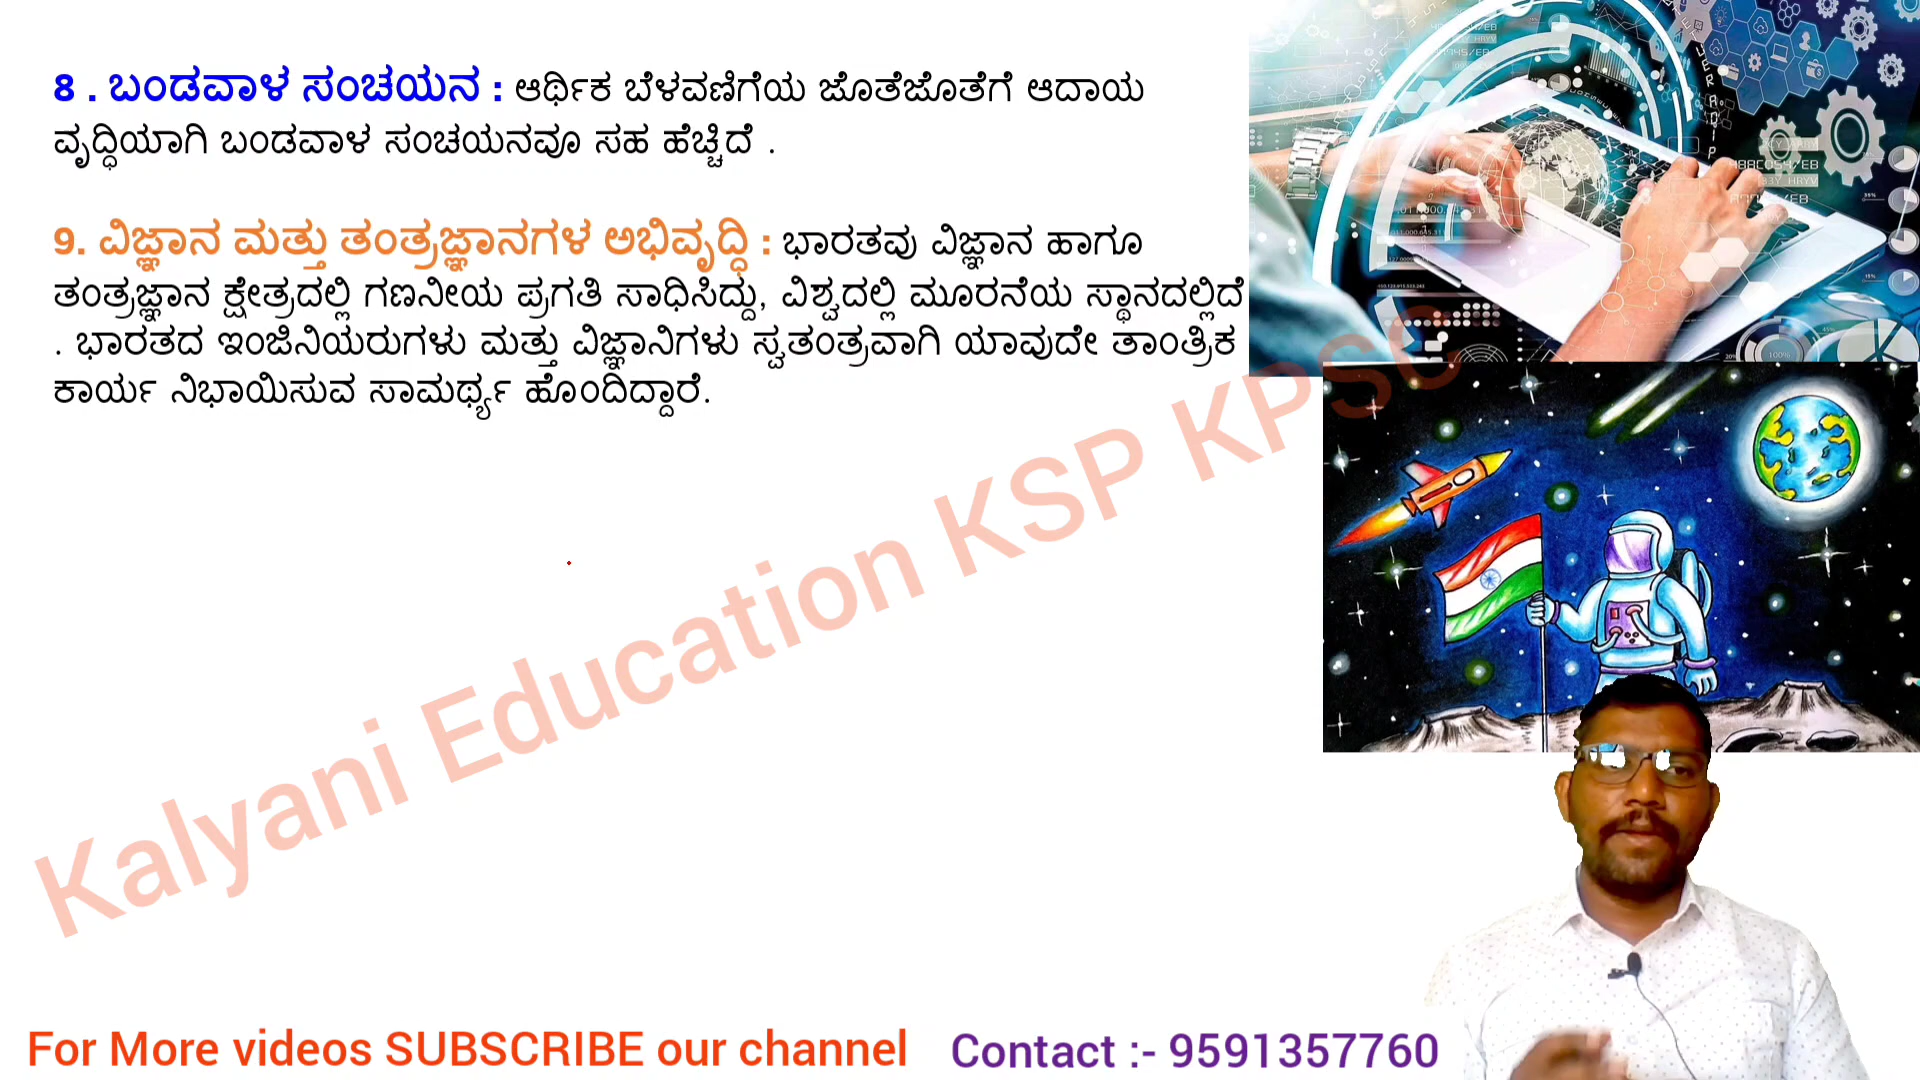 8 . ಬಂಡವಾಳ ಸಂಚಯನ : ಆರ್ಥಿಕ ಬೆಳವಣಿಗೆಯ ಜೊತೆಜೊತೆಗೆ ಆದಾಯ
ವೃದ್ಧಿಯಾಗಿ ಬಂಡವಾಳ ಸಂಚಯನವೂ ಸಹ ಹೆಚ್ಚಿದೆ .
9. ವಿಜ್ಞಾನ ಮತ್ತು ತಂತ್ರಜ್ಞಾನಗಳ ಅಭಿವೃದ್ಧಿ : ಭಾರತವು ವಿಜ್ಞಾನ ಹಾಗೂ
ತಂತ್ರಜ್ಞಾನ ಕ್ಷೇತ್ರದಲ್ಲಿ ಗಣನೀಯ ಪ್ರಗತಿ ಸಾಧಿಸಿದ್ದು, ವಿಶ್ವದಲ್ಲಿ ಮೂರನೆಯ ಸ್ಥಾನದಲ್ಲಿದೆ
. ಭಾರತದ ಇಂಜಿನಿಯರುಗಳು ಮತ್ತು ವಿಜ್ಞಾನಿಗಳು ಸ್ವತಂತ್ರವಾಗಿ ಯಾವುದೇ ತಾಂತ್ರಿಕ
ಕಾರ್ಯ ನಿಭಾಯಿಸುವ ಸಾಮರ್ಥ್ಯ ಹೊಂದಿದ್ದಾರೆ.
Kalyani Education KSP KPSC
For More videos SUBSCRIBE our channel
Contact :- 9591357760